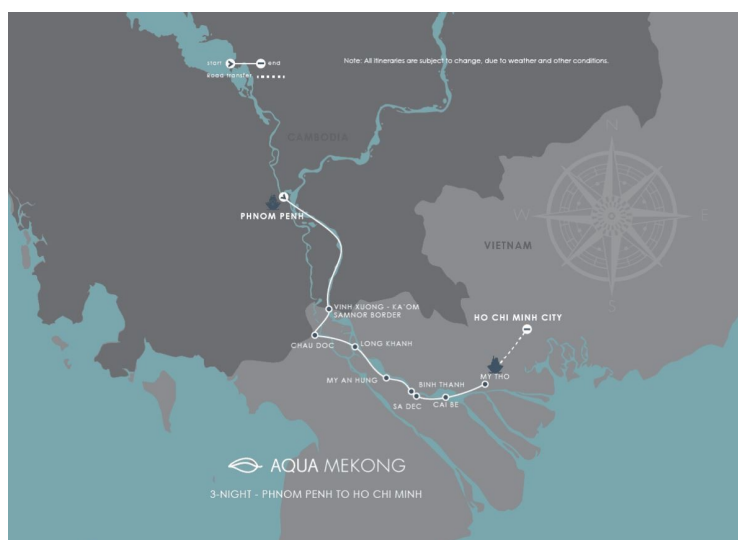 start end
Road transfer
Note: All itineraries are subject to change, due to weather and other conditions.
CAMBODIA
N
PHNOM PENH
W
E
VIETNAM
S
VINH XUONG - KA'OM
SAMNOR BORDER
HO CHI MINH CITY
CHAU DOC
LONG KHANH
MY THO
MY AN HUNG
BINH THANH
SA DEC
CAI BE
AQUA MEKONG
3-NIGHT - PHNOM PENH TO HO CHI MINH